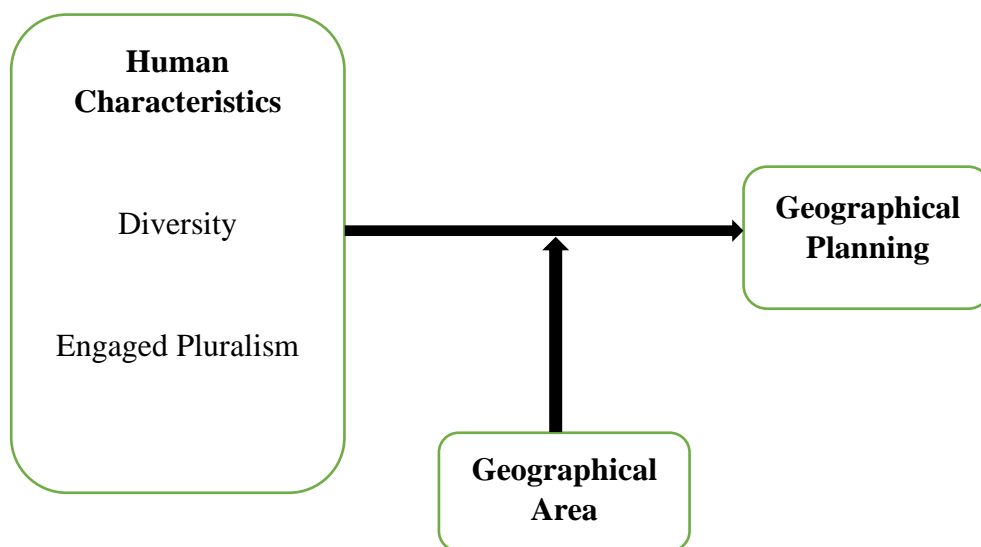 Human
Characteristics
Diversity
Engaged Pluralism
Geographical
Planning
Geographical
Area